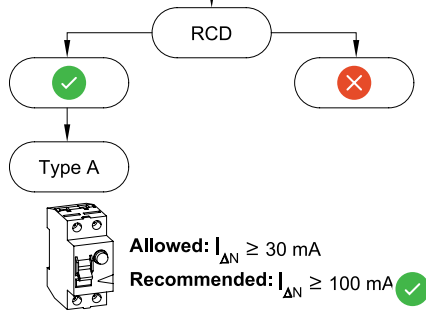 RCD
Type A
Allowed: IΔN ≥ 30 mA
Recommended: IΔN ≥ 100 mA